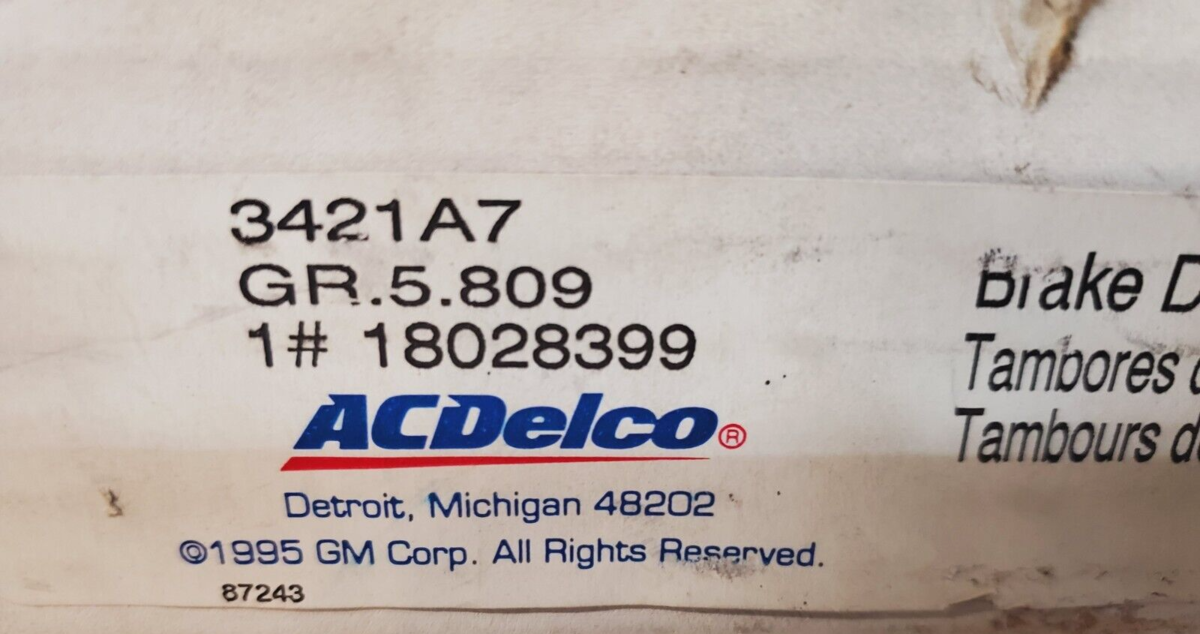 3421A7
GR.5.809
1# 18028399
ACDelco®
Detroit, Michigan 48202
©1995 GM Corp. All Rights Reserved.
87243
Brake D
Tambores
Tambours d